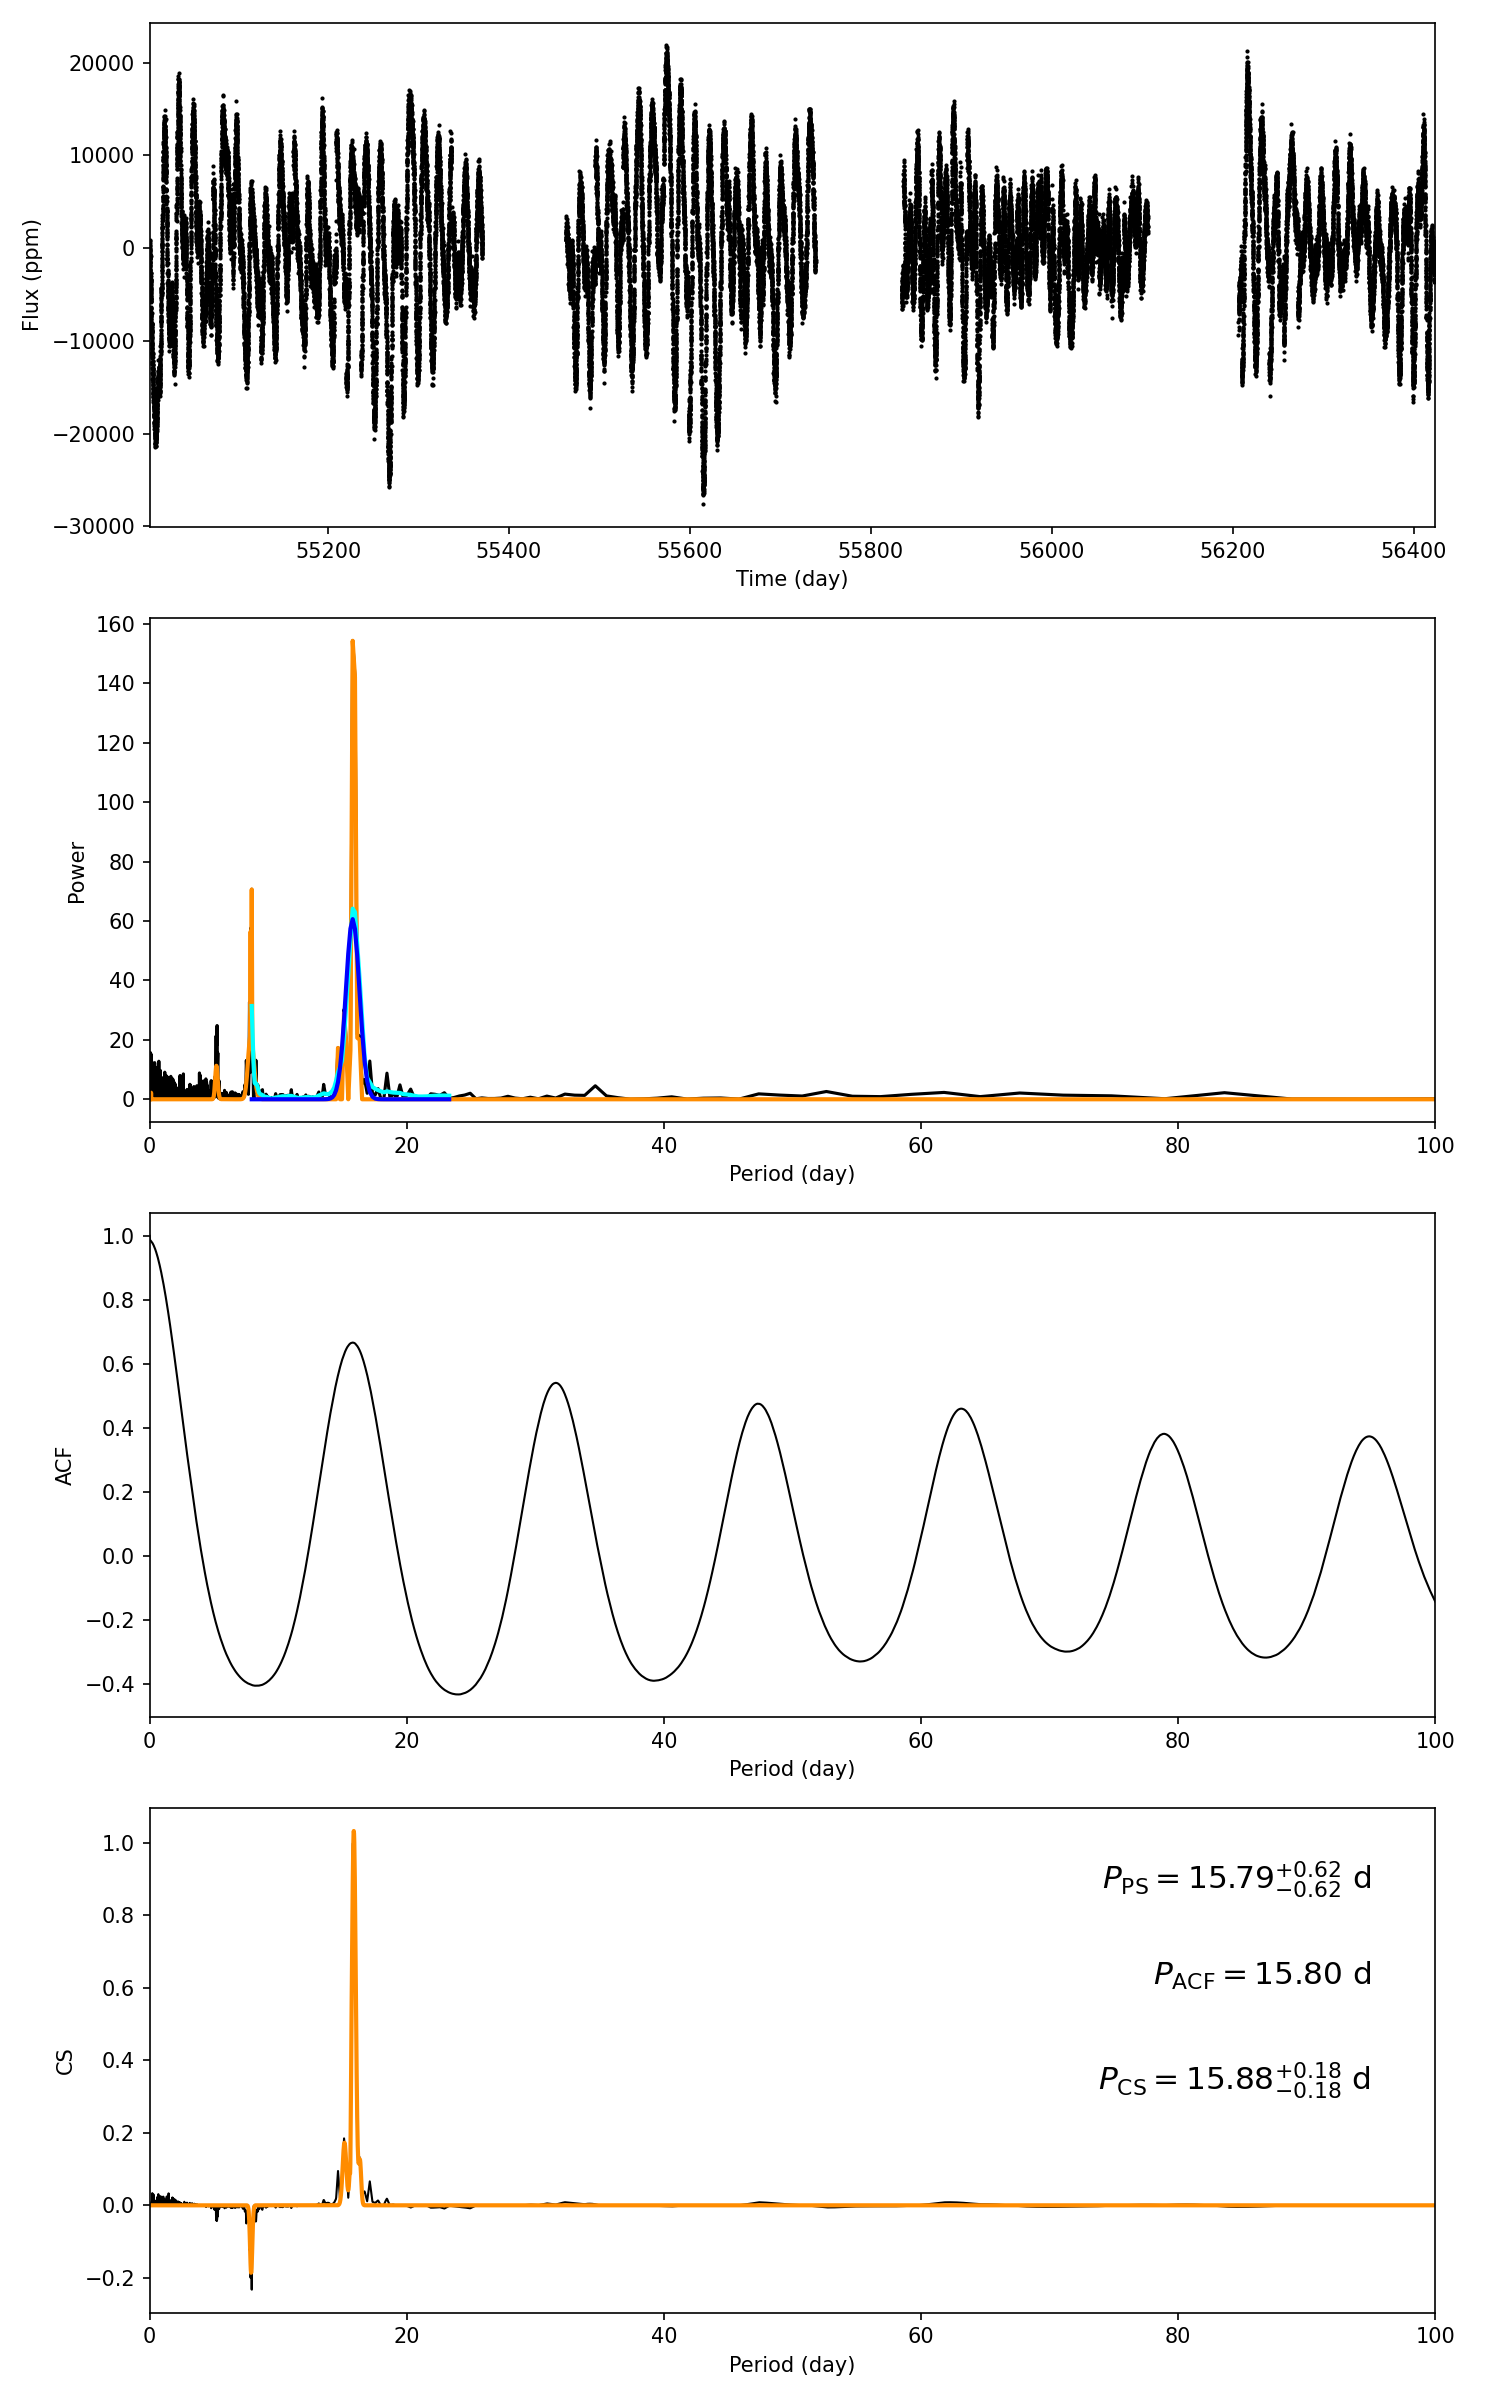 20000
10000
0
−10000
−20000
−30000
Flux (ppm)
55200 55400 55600 55800 56000 56200 56400
Time (day)
160
140
120
100
80
60
40
20
0
Power
0 20 40 60 80 100
Period (day)
1.0
0.8
0.6
0.4
0.2
0.0
−0.2
−0.4
ACF
0 20 40 60 80 100
Period (day)
1.0
0.8
0.6
0.4
0.2
0.0
−0.2
CS
P_PS = 15.79 +0.62 −0.62 d
P_ACF = 15.80 d
P_CS = 15.88 +0.18 −0.18 d
0 20 40 60 80 100
Period (day)